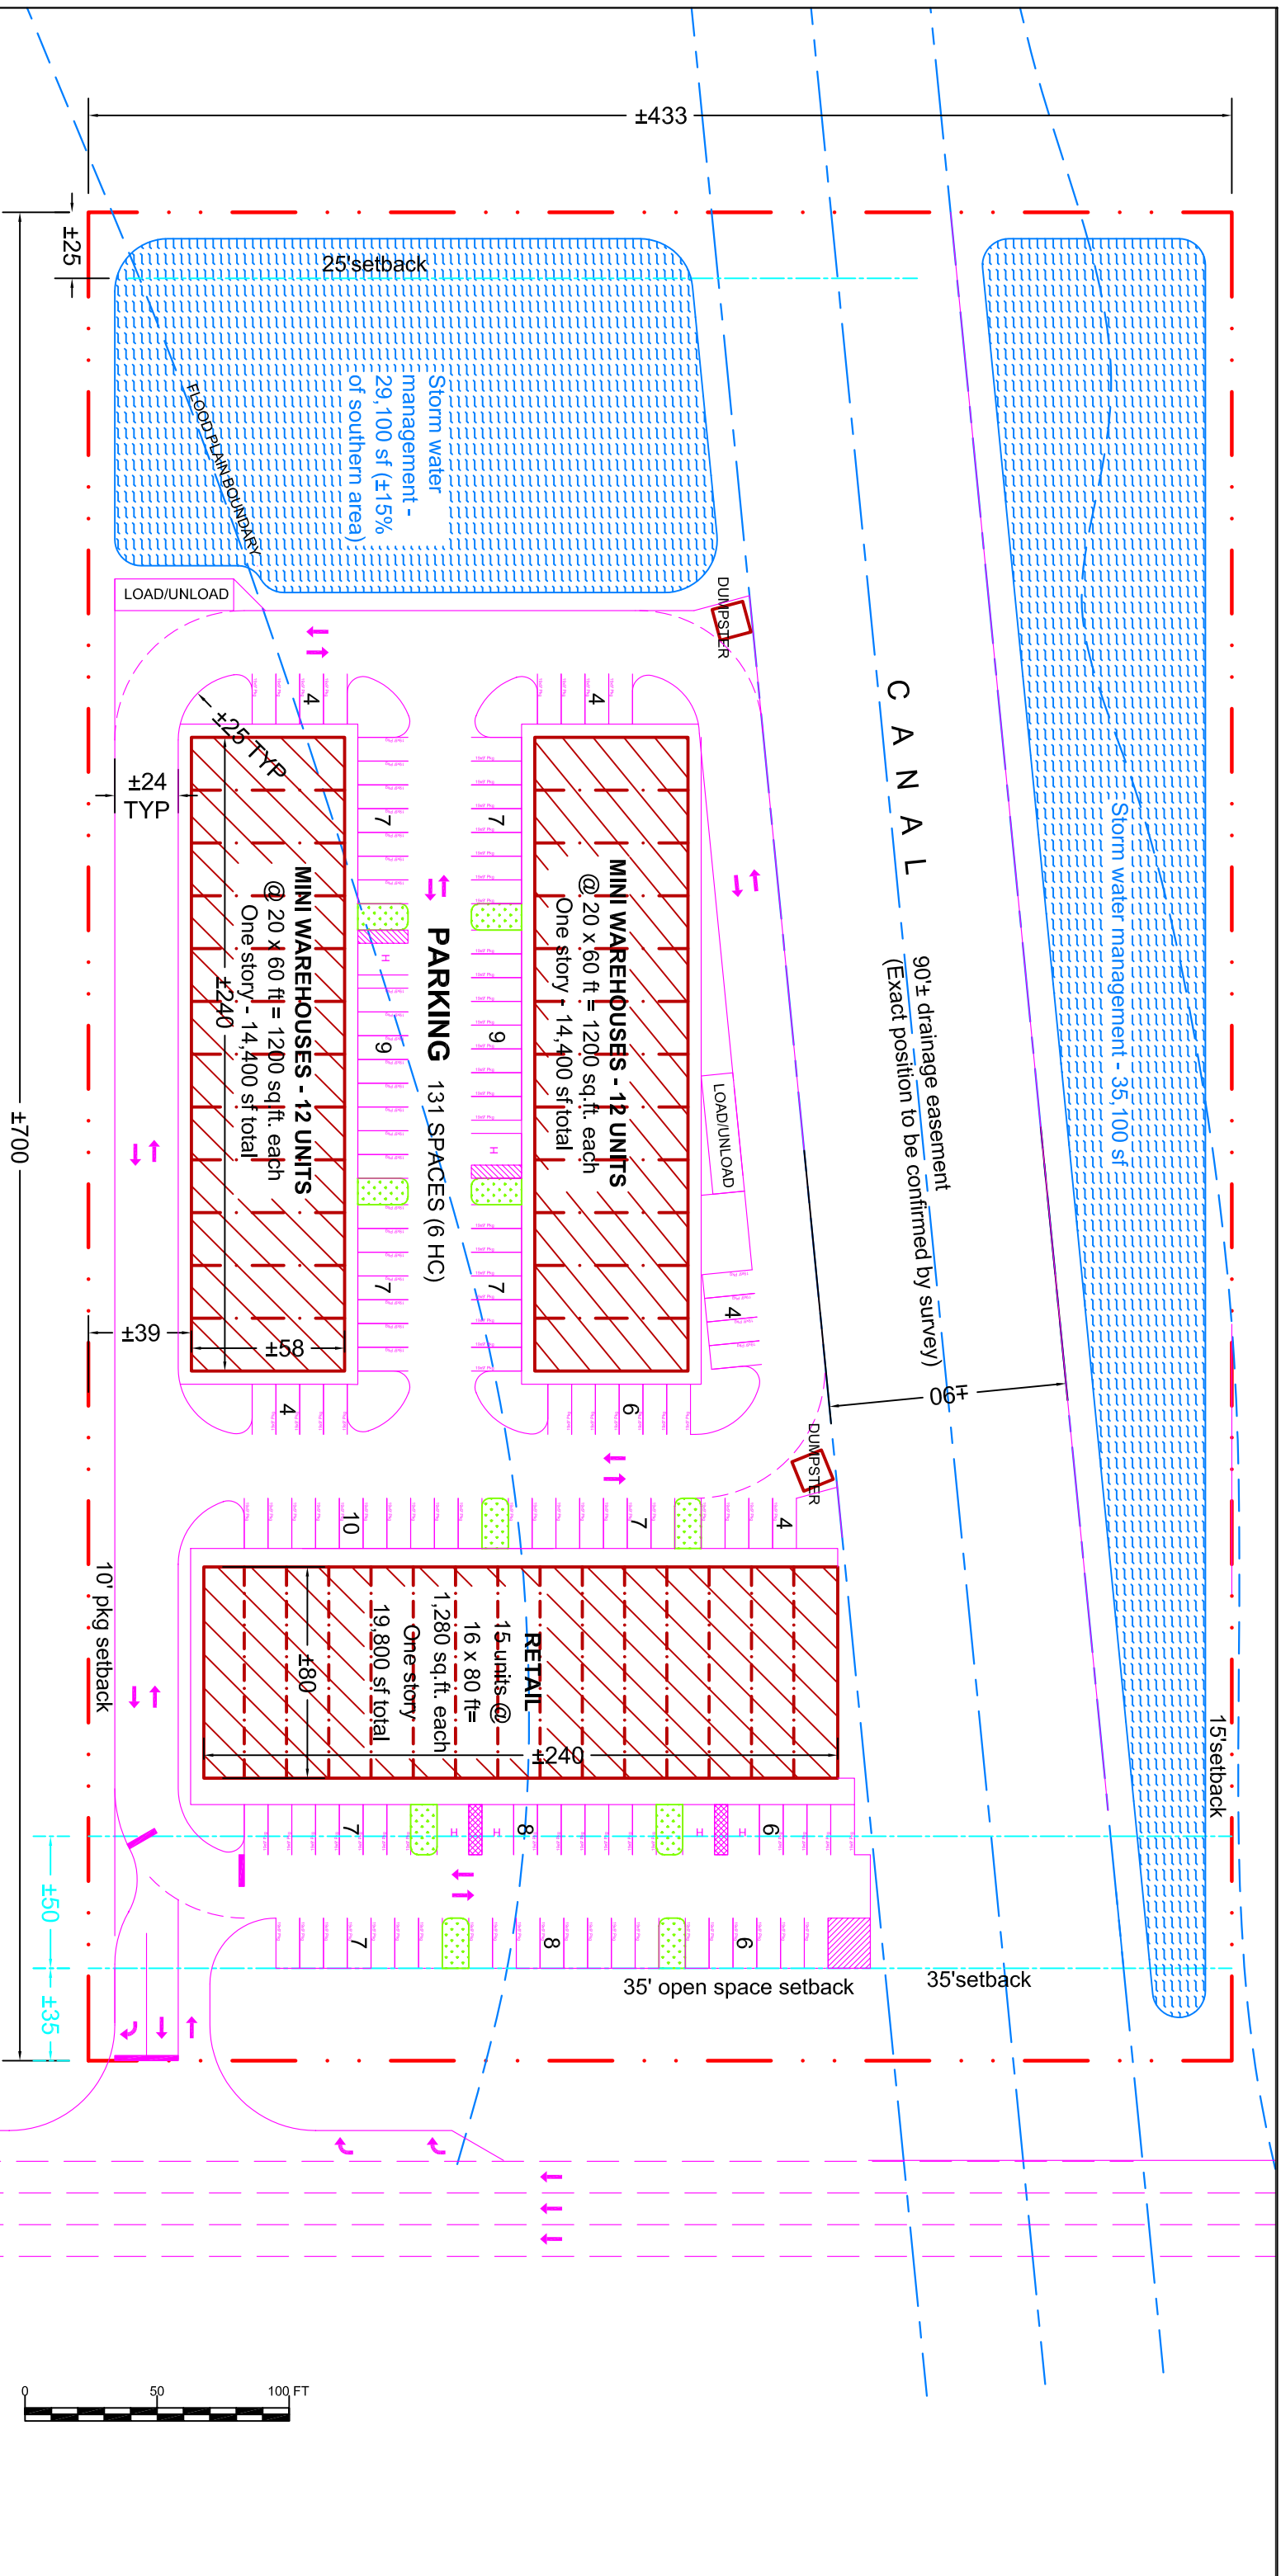 ±433
±25
25'setback
Storm water
management -
29,100 sf (±15%
of southern area)
FLOOD PLAIN BOUNDARY
LOAD/UNLOAD
DUMPSTER
4
4
±25 TYP
±24
TYP
C A N A L
90'± drainage easement
(Exact position to be confirmed by survey)
Storm water management - 35,100 sf
7
7
MINI WAREHOUSES - 12 UNITS
@ 20 x 60 ft = 1200 sq.ft. each
One story - 14,400 sf total
±240
MINI WAREHOUSES - 12 UNITS
@ 20 x 60 ft = 1200 sq.ft. each
One story - 14,400 sf total
PARKING 131 SPACES (6 HC)
H
9
9
H
LOAD/UNLOAD
7
7
4
±700
±39
±58
±90
4
6
DUMPSTER
10
7
4
10' pkg setback
RETAIL
15 units @
16 x 80 ft=
1,280 sq.ft. each
One story
19,800 sf total
±80
±240
15'setback
7
H
H
8
H
H
6
±50
7
8
6
35' open space setback
35'setback
±35
0
50
100 FT